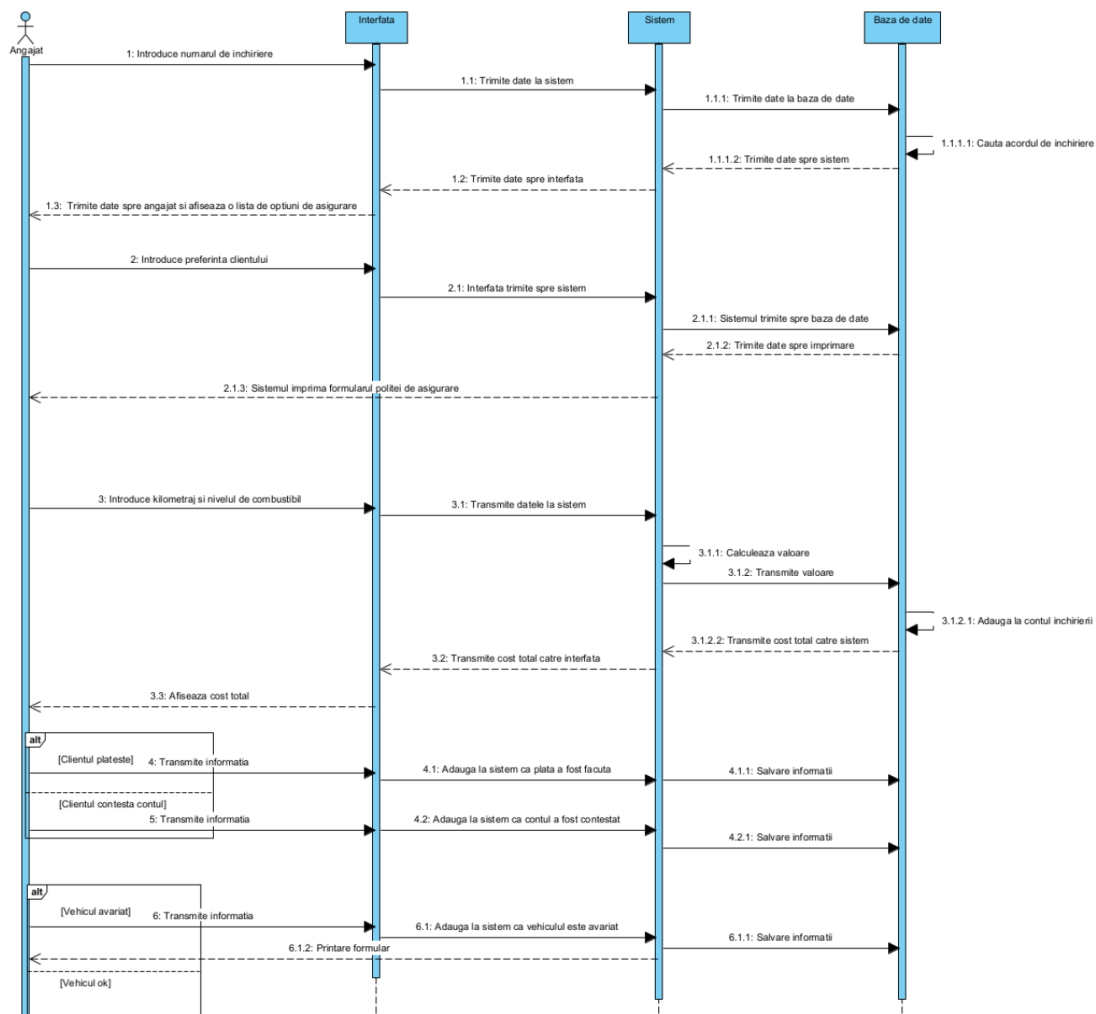 Angajat
Interfata
Sistem
Baza de date
1: Introduce numarul de inchiriere
1.1: Trimite date la sistem
1.1.1: Trimite date la baza de date
1.1.1.1: Cauta acordul de inchiriere
1.1.1.2: Trimite date spre sistem
1.2: Trimite date spre interfata
1.3: Trimite date spre angajat si afiseaza o lista de optiuni de asigurare
2: Introduce preferinta clientului
2.1: Interfata trimite spre sistem
2.1.1: Sistemul trimite spre baza de date
2.1.2: Trimite date spre imprimare
2.1.3: Sistemul imprima formularul politei de asigurare
3: Introduce kilometraj si nivelul de combustibil
3.1: Transmite datele la sistem
3.1.1: Calculeaza valoare
3.1.2: Transmite valoare
3.1.2.1: Adauga la contul inchirierii
3.1.2.2: Transmite cost total catre sistem
3.2: Transmite cost total catre interfata
3.3: Afiseaza cost total
alt
[Clientul plateste]
4: Transmite informatia
4.1: Adauga la sistem ca plata a fost facuta
4.1.1: Salvare informatii
[Clientul contesta contul]
5: Transmite informatia
4.2: Adauga la sistem ca contul a fost contestat
4.2.1: Salvare informatii
alt
[Vehicul avariat]
6: Transmite informatia
6.1: Adauga la sistem ca vehiculul este avariat
6.1.1: Salvare informatii
6.1.2: Printare formular
[Vehicul ok]